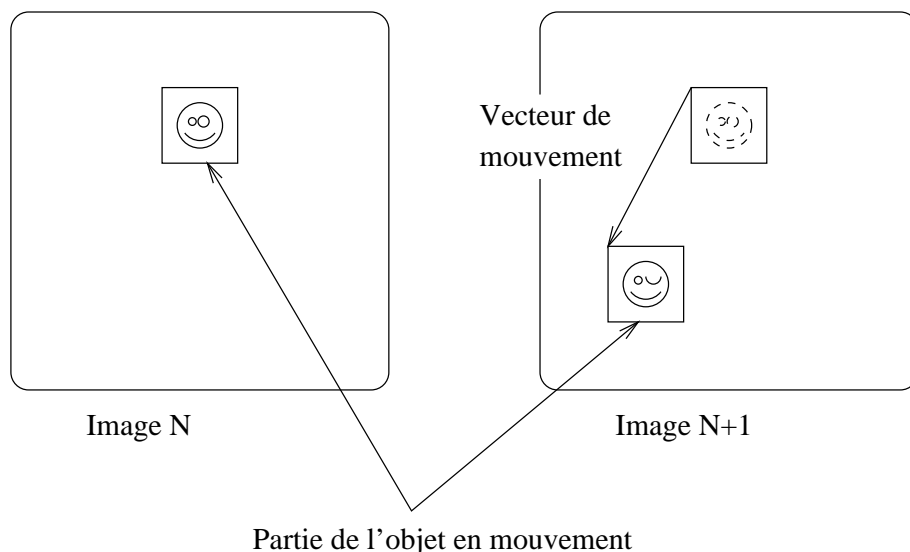 Vecteur de
mouvement
Image N
Image N+1
Partie de l'objet en mouvement